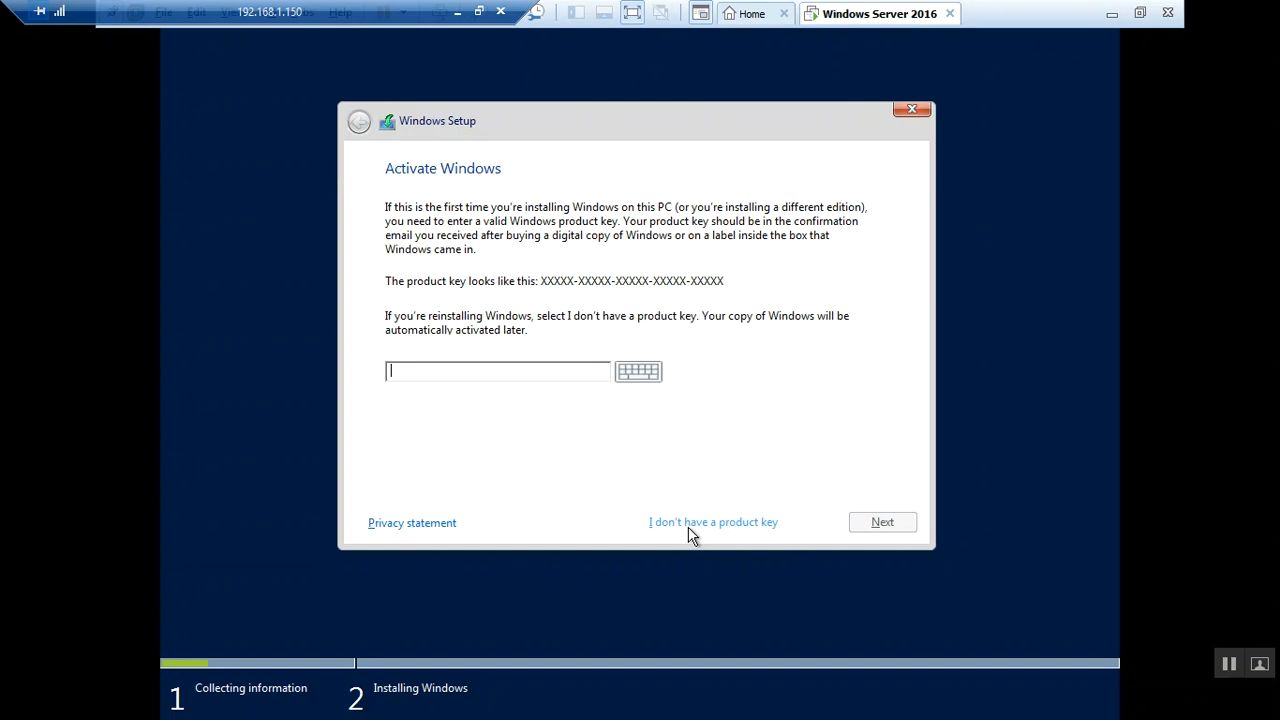 File Edit 192.168.1.150 Help Home Windows Server 2016
Windows Setup
Activate Windows
If this is the first time you're installing Windows on this PC (or you're installing a different edition),
you need to enter a valid Windows product key. Your product key should be in the confirmation
email you received after buying a digital copy of Windows or on a label inside the box that
Windows came in.
The product key looks like this: XXXXX-XXXXX-XXXXX-XXXXX-XXXXX
If you're reinstalling Windows, select I don't have a product key. Your copy of Windows will be
automatically activated later.
Privacy statement I don't have a product key Next
1 Collecting information 2 Installing Windows